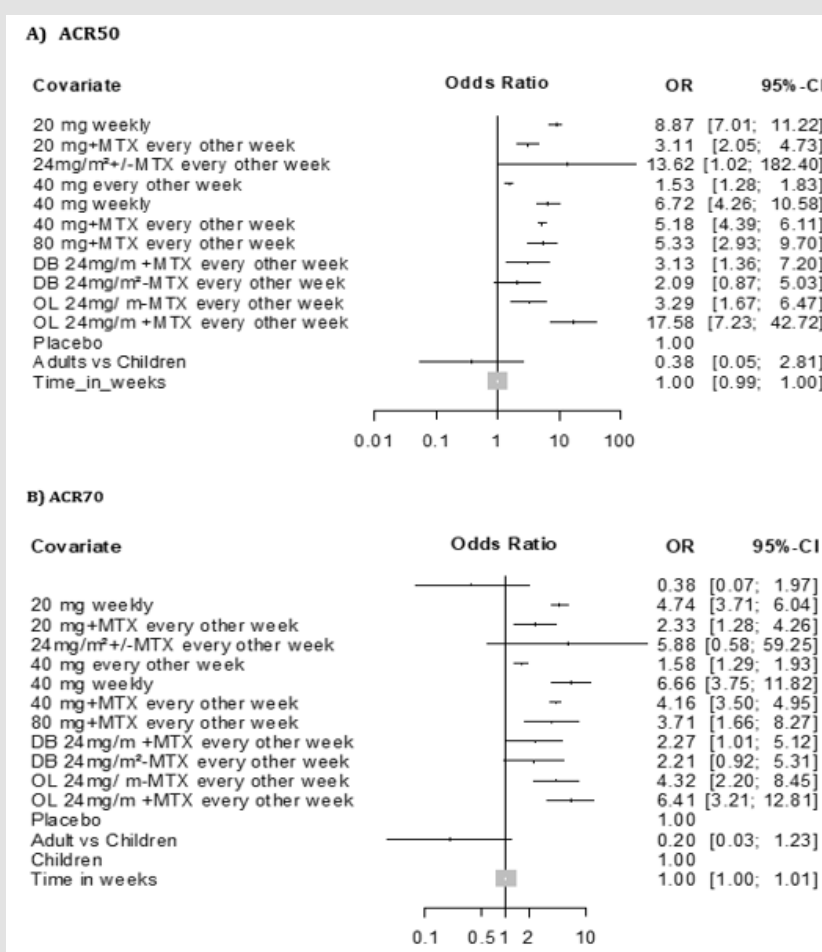 A) ACR50
Covariate Odds Ratio OR 95%-CI
20 mg weekly 8.87 [7.01; 11.22]
20 mg+MTX every other week 3.11 [2.05; 4.73]
24mg/m²+/-MTX every other week 13.62 [1.02; 182.40]
40 mg every other week 1.53 [1.28; 1.83]
40 mg weekly 6.72 [4.26; 10.58]
40 mg+MTX every other week 5.18 [4.39; 6.11]
80 mg+MTX every other week 5.33 [2.93; 9.70]
DB 24mg/m +MTX every other week 3.13 [1.36; 7.20]
DB 24mg/m²-MTX every other week 2.09 [0.87; 5.03]
OL 24mg/ m-MTX every other week 3.29 [1.67; 6.47]
OL 24mg/m +MTX every other week 17.58 [7.23; 42.72]
Placebo 1.00
Adults vs Children 0.38 [0.05; 2.81]
Time_in_weeks 1.00 [0.99; 1.00]
0.01 0.1 1 10 100
B) ACR70
Covariate Odds Ratio OR 95%-CI
0.38 [0.07; 1.97]
20 mg weekly 4.74 [3.71; 6.04]
20 mg+MTX every other week 2.33 [1.28; 4.26]
24mg/m²+/-MTX every other week 5.88 [0.58; 59.25]
40 mg every other week 1.58 [1.29; 1.93]
40 mg weekly 6.66 [3.75; 11.82]
40 mg+MTX every other week 4.16 [3.50; 4.95]
80 mg+MTX every other week 3.71 [1.66; 8.27]
DB 24mg/m +MTX every other week 2.27 [1.01; 5.12]
DB 24mg/m²-MTX every other week 2.21 [0.92; 5.31]
OL 24mg/ m-MTX every other week 4.32 [2.20; 8.45]
OL 24mg/m +MTX every other week 6.41 [3.21; 12.81]
Placebo 1.00
Adult vs Children 0.20 [0.03; 1.23]
Children 1.00
Time in weeks 1.00 [1.00; 1.01]
0.1 0.5 1 2 10